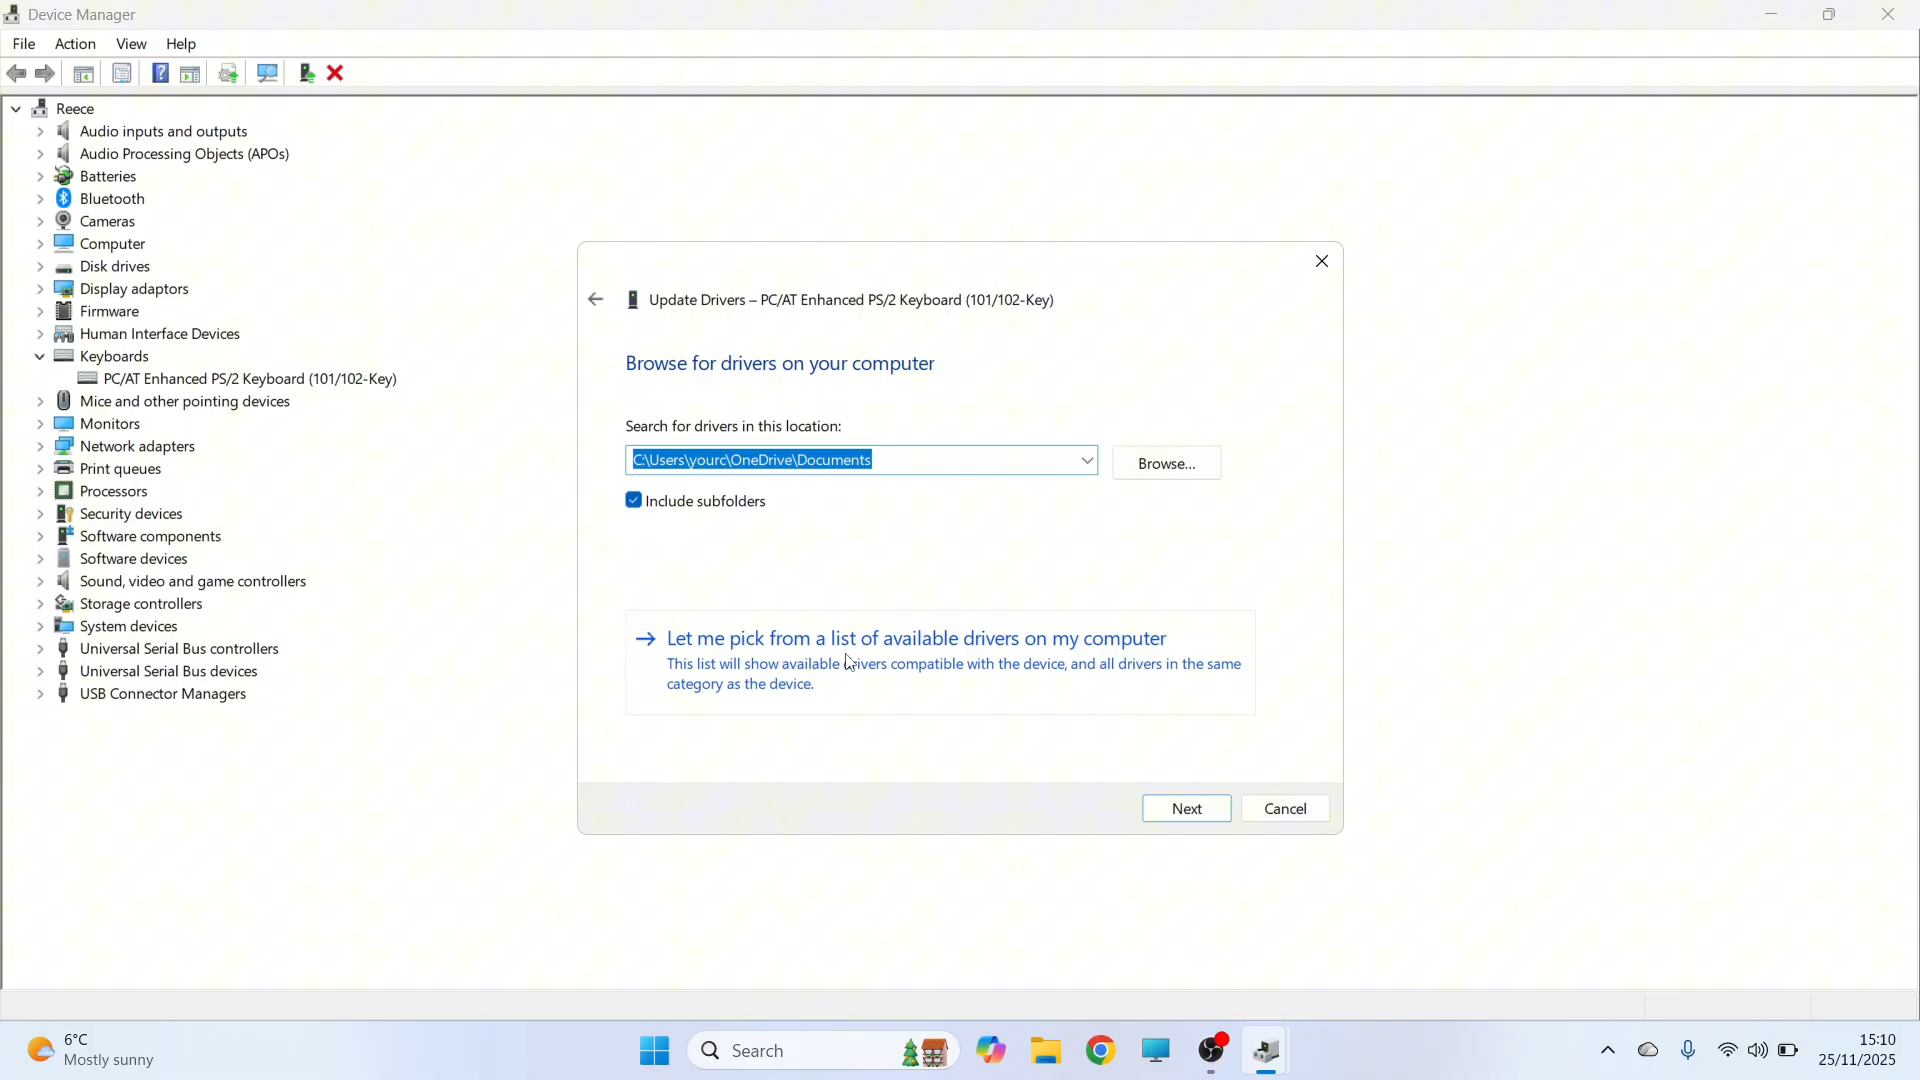 Device Manager
File Action View Help
Reece
Audio inputs and outputs
Audio Processing Objects (APOs)
Batteries
Bluetooth
Cameras
Computer
Disk drives
Display adaptors
Firmware
Human Interface Devices
Keyboards
PC/AT Enhanced PS/2 Keyboard (101/102-Key)
Mice and other pointing devices
Monitors
Network adapters
Print queues
Processors
Security devices
Software components
Software devices
Sound, video and game controllers
Storage controllers
System devices
Universal Serial Bus controllers
Universal Serial Bus devices
USB Connector Managers
Update Drivers – PC/AT Enhanced PS/2 Keyboard (101/102-Key)
Browse for drivers on your computer
Search for drivers in this location:
C:\Users\yourc\OneDrive\Documents
Browse...
Include subfolders
Let me pick from a list of available drivers on my computer
This list will show available drivers compatible with the device, and all drivers in the same
category as the device.
Next Cancel
6°C
Mostly sunny
Search
15:10
25/11/2025